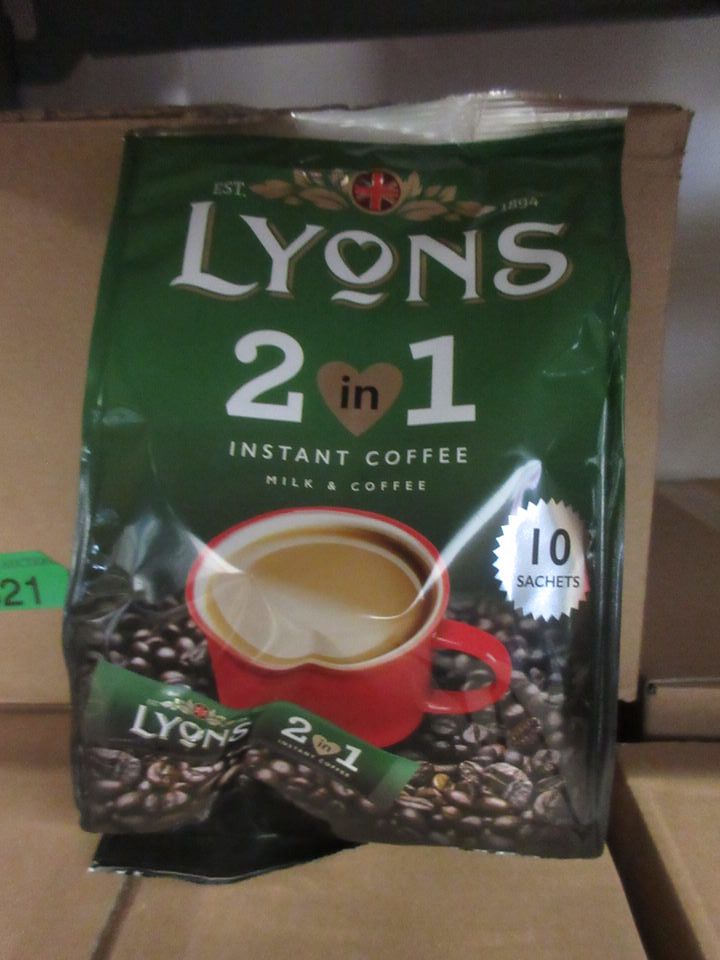 EST. 1894
LYONS
2 in 1
INSTANT COFFEE
MILK & COFFEE
10
SACHETS
21
LYONS
2 in 1
INSTANT COFFEE